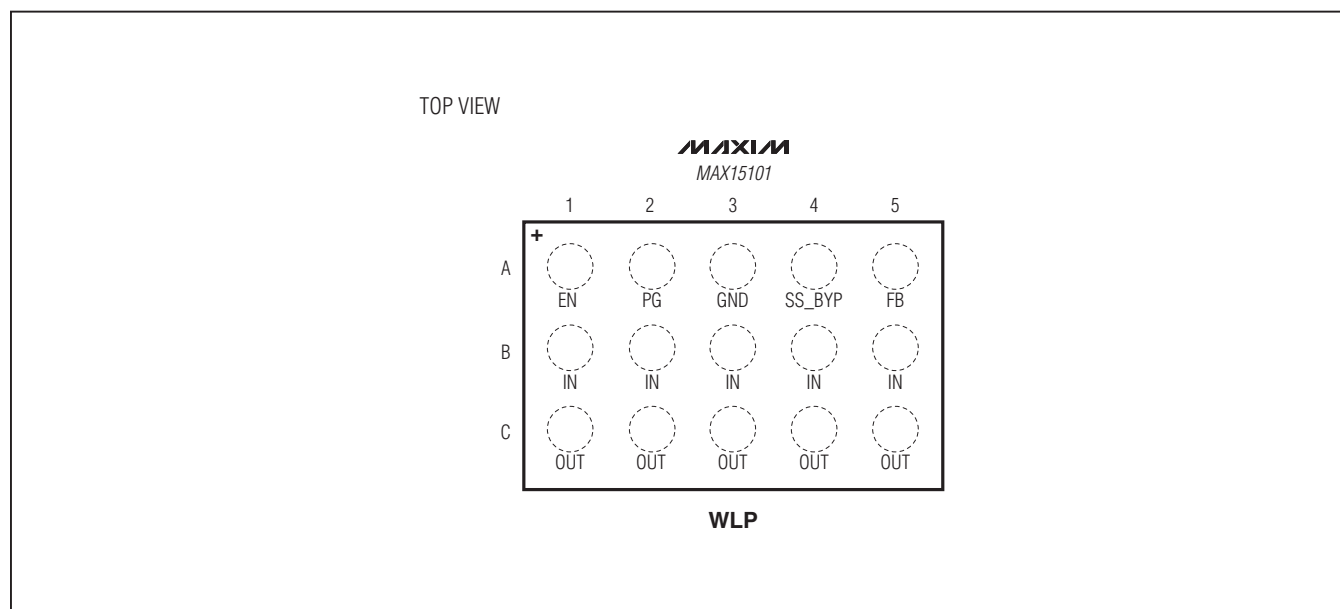 TOP VIEW
MAXIM
MAX15101
1 2 3 4 5
+
A
EN PG GND SS_BYP FB
B
IN IN IN IN IN
C
OUT OUT OUT OUT OUT
WLP